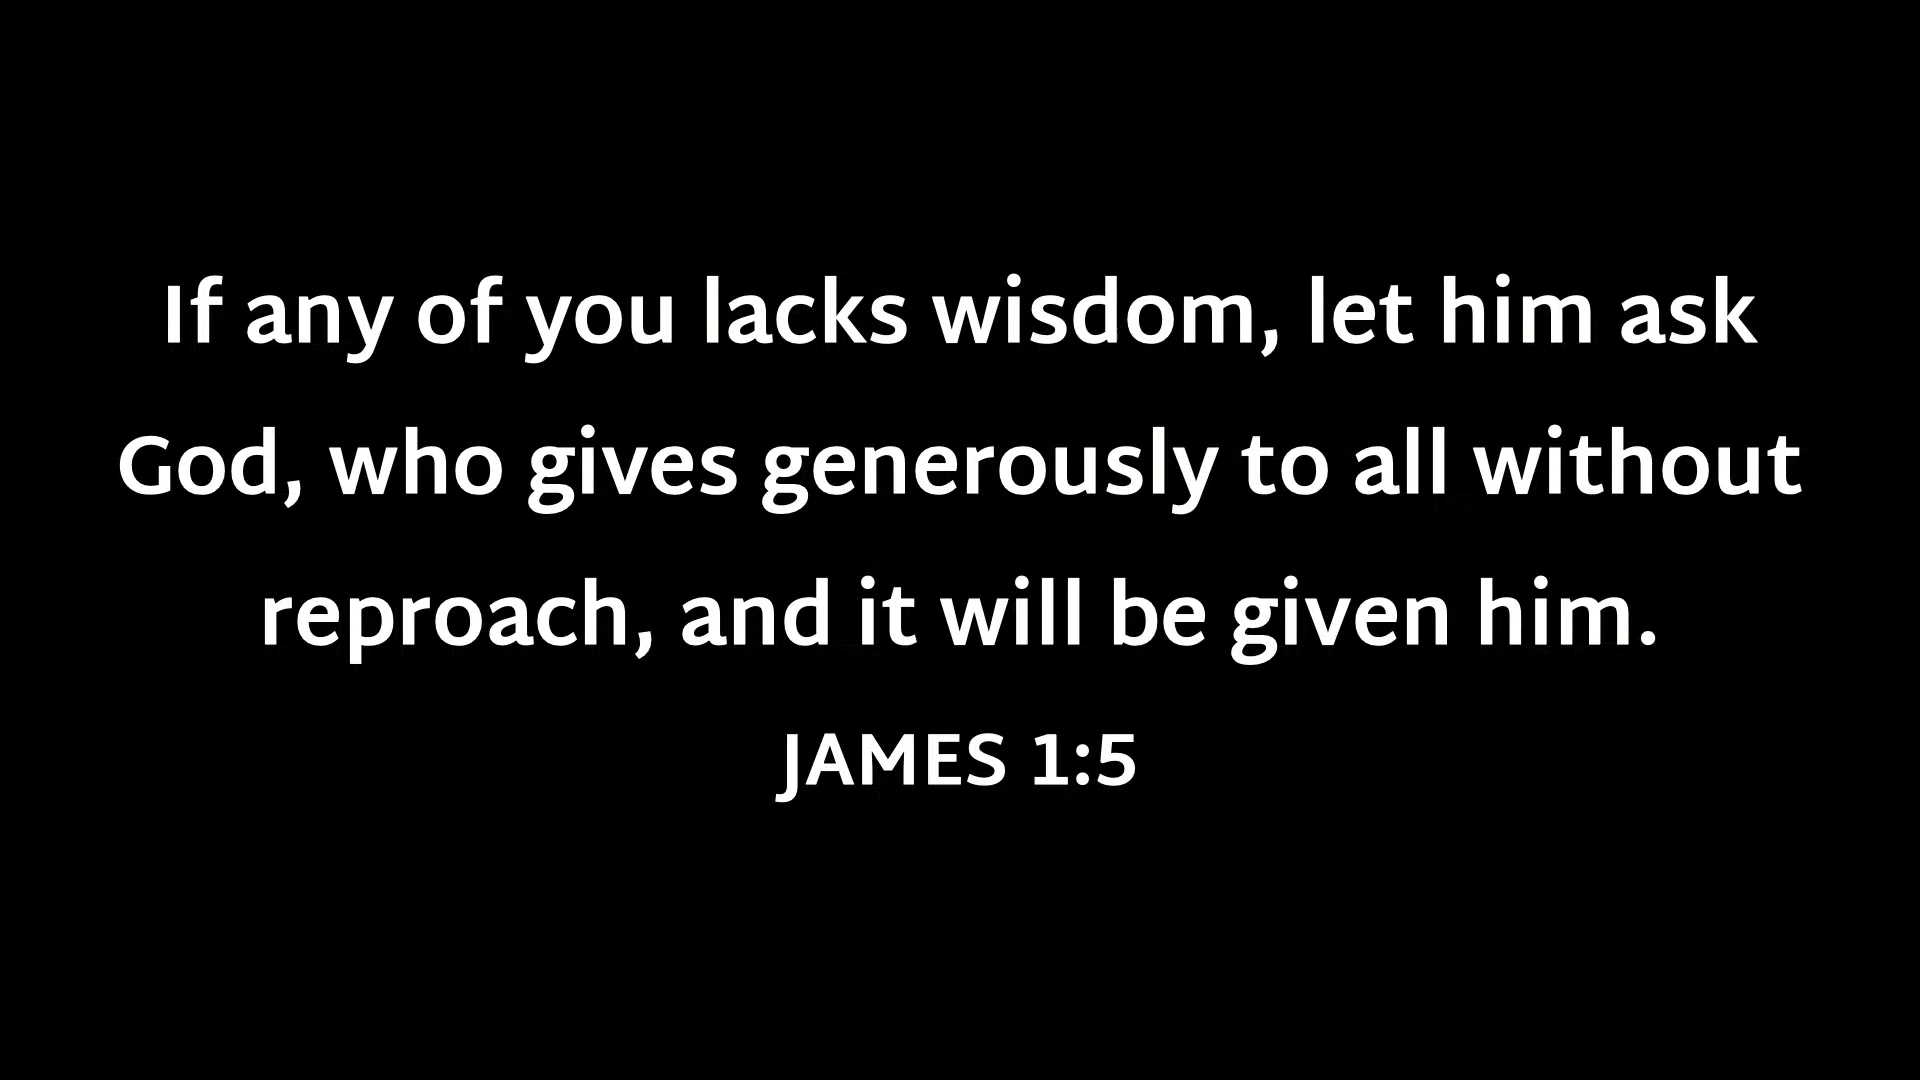 If any of you lacks wisdom, let him ask
God, who gives generously to all without
reproach, and it will be given him.
JAMES 1:5